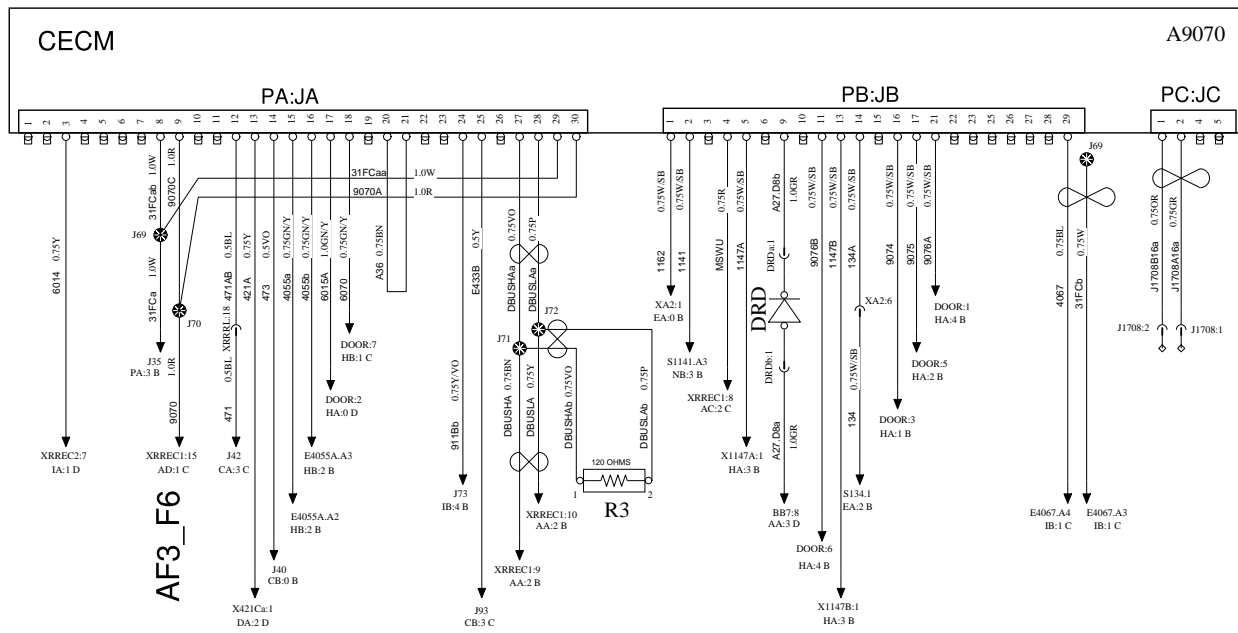 CECM
A9070
PA:JA
PB:JB
PC:JC
1 2 3 4 5 6 7 8 9 10 11 12 13 14 15 16 17 18 19 20 21 22 23 24 25 26 27 28 29 30
1 2 3 4 5 6 9 10 11 13 14 15 16 17 21 22 23 26 27 28 29
1 2 4 5
6014 0.75Y
31FCab 1.0W
9070C 1.0R
31FCaa 1.0W
9070A 1.0R
J69
31FCa 1.0W
J70
9070 1.0R
471AB 0.5BL
XRRRL:18
471 0.5BL
421A 0.75Y
473 0.5VO
4055a 0.75GN/Y
4055b 0.75GN/Y
6015A 1.0GN/Y
6070 0.75GN/Y
A36 0.75BN
911Bb 0.75Y/VO
E433B 0.5Y
DBUSHAa 0.75VO
DBUSLAa 0.75P
J72
J71
DBUSHA 0.75BN
DBUSLA 0.75Y
DBUSHAb 0.75VO
DBUSLAb 0.75P
120 OHMS
1 2
R3
1162 0.75W/SB
1141 0.75W/SB
MSWU 0.75R
1147A 0.75W/SB
A27.D8b 1.0GR
DRDa:1
DRD
DRDb:1
A27.D8a 1.0GR
9076B 0.75W/SB
1147B 0.75W/SB
134A 0.75W/SB
XA2:6
134 0.75W/SB
9074 0.75W/SB
9075 0.75W/SB
9076A 0.75W/SB
J69
4067 0.75BL
31FCb 0.75W
J1708B16a 0.75OR
J1708A16a 0.75GR
J1708:2
J1708:1
XRREC2:7
IA:1 D
J35
PA:3 B
XRREC1:15
AD:1 C
J42
CA:3 C
X421Ca:1
DA:2 D
J40
CB:0 B
E4055A.A2
HB:2 B
E4055A.A3
HB:2 B
DOOR:2
HA:0 D
DOOR:7
HB:1 C
J73
IB:4 B
J93
CB:3 C
XRREC1:9
AA:2 B
XRREC1:10
AA:2 B
XA2:1
EA:0 B
S1141.A3
NB:3 B
XRREC1:8
AC:2 C
X1147A:1
HA:3 B
BB7:8
AA:3 D
DOOR:6
HA:4 B
X1147B:1
HA:3 B
S134.1
EA:2 B
DOOR:3
HA:1 B
DOOR:5
HA:2 B
DOOR:1
HA:4 B
E4067.A4
IB:1 C
E4067.A3
IB:1 C
AF3_F6